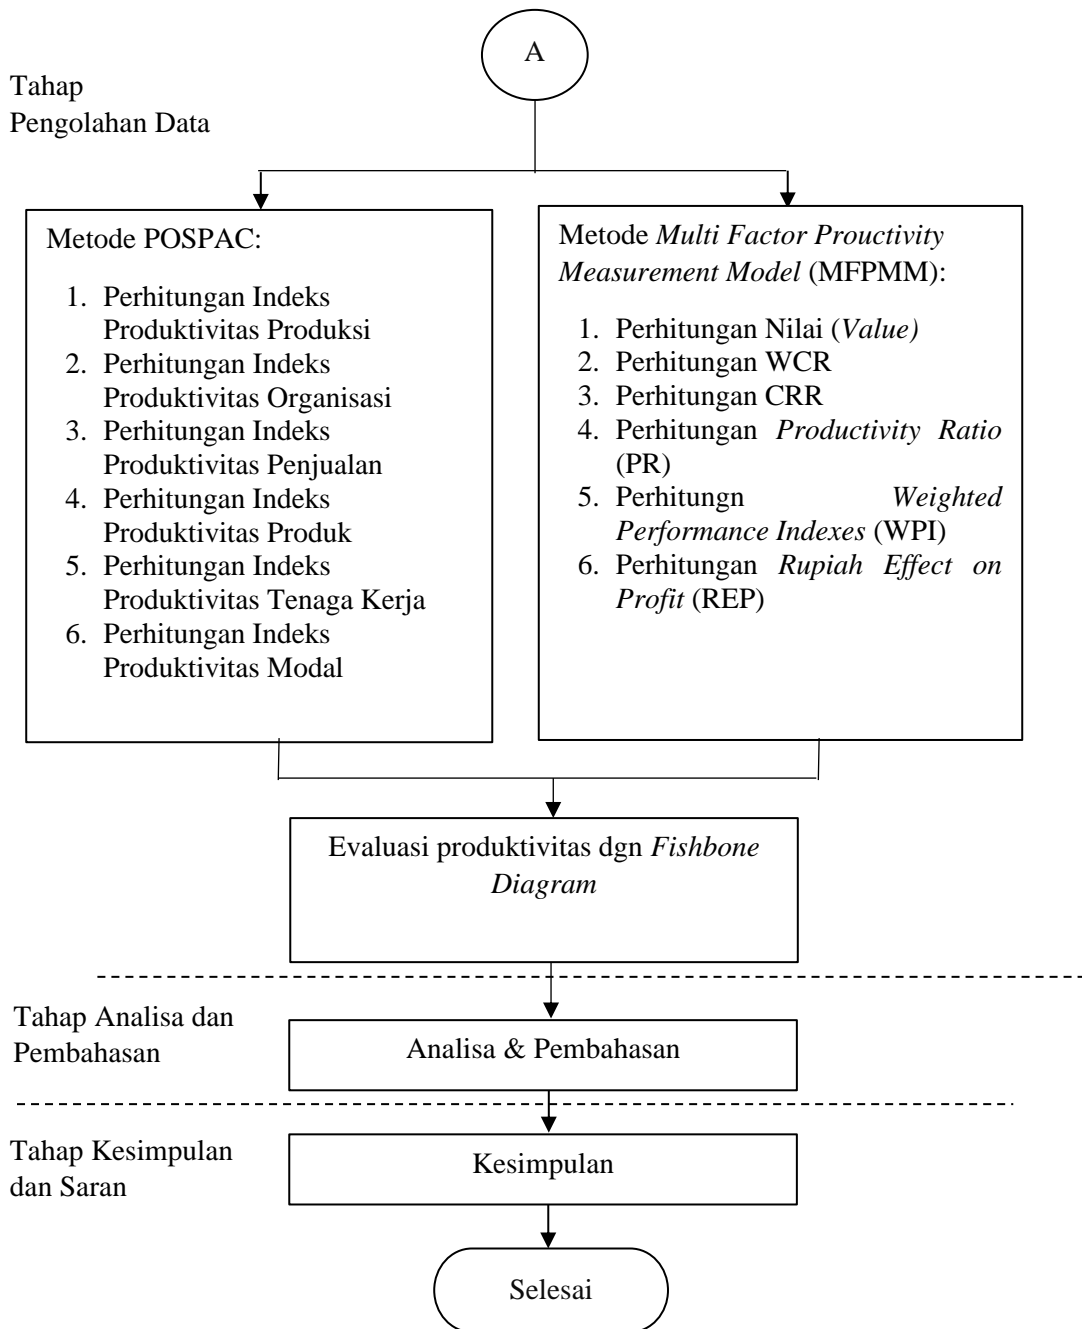 A
Tahap
Pengolahan Data
Metode POSPAC:
1. Perhitungan Indeks
Produktivitas Produksi
2. Perhitungan Indeks
Produktivitas Organisasi
3. Perhitungan Indeks
Produktivitas Penjualan
4. Perhitungan Indeks
Produktivitas Produk
5. Perhitungan Indeks
Produktivitas Tenaga Kerja
6. Perhitungan Indeks
Produktivitas Modal
Metode Multi Factor Prouctivity
Measurement Model (MFPMM):
1. Perhitungan Nilai (Value)
2. Perhitungan WCR
3. Perhitungan CRR
4. Perhitungan Productivity Ratio
(PR)
5. Perhitungn Weighted
Performance Indexes (WPI)
6. Perhitungan Rupiah Effect on
Profit (REP)
Evaluasi produktivitas dgn Fishbone
Diagram
Tahap Analisa dan
Pembahasan
Analisa & Pembahasan
Tahap Kesimpulan
dan Saran
Kesimpulan
Selesai